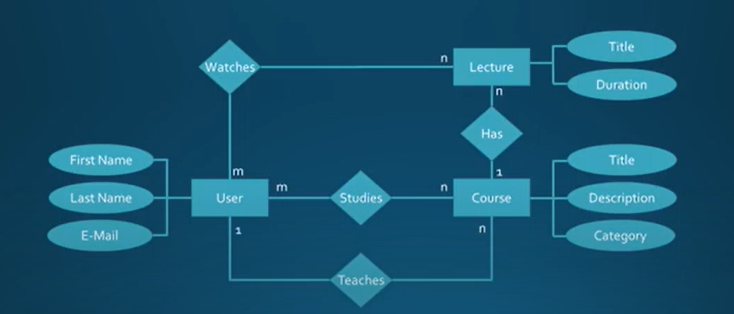 Watches
n
Lecture
Title
Duration
n
Has
1
First Name
Last Name
E-Mail
m
User
m
Studies
n
Course
Title
Description
Category
1
n
Teaches